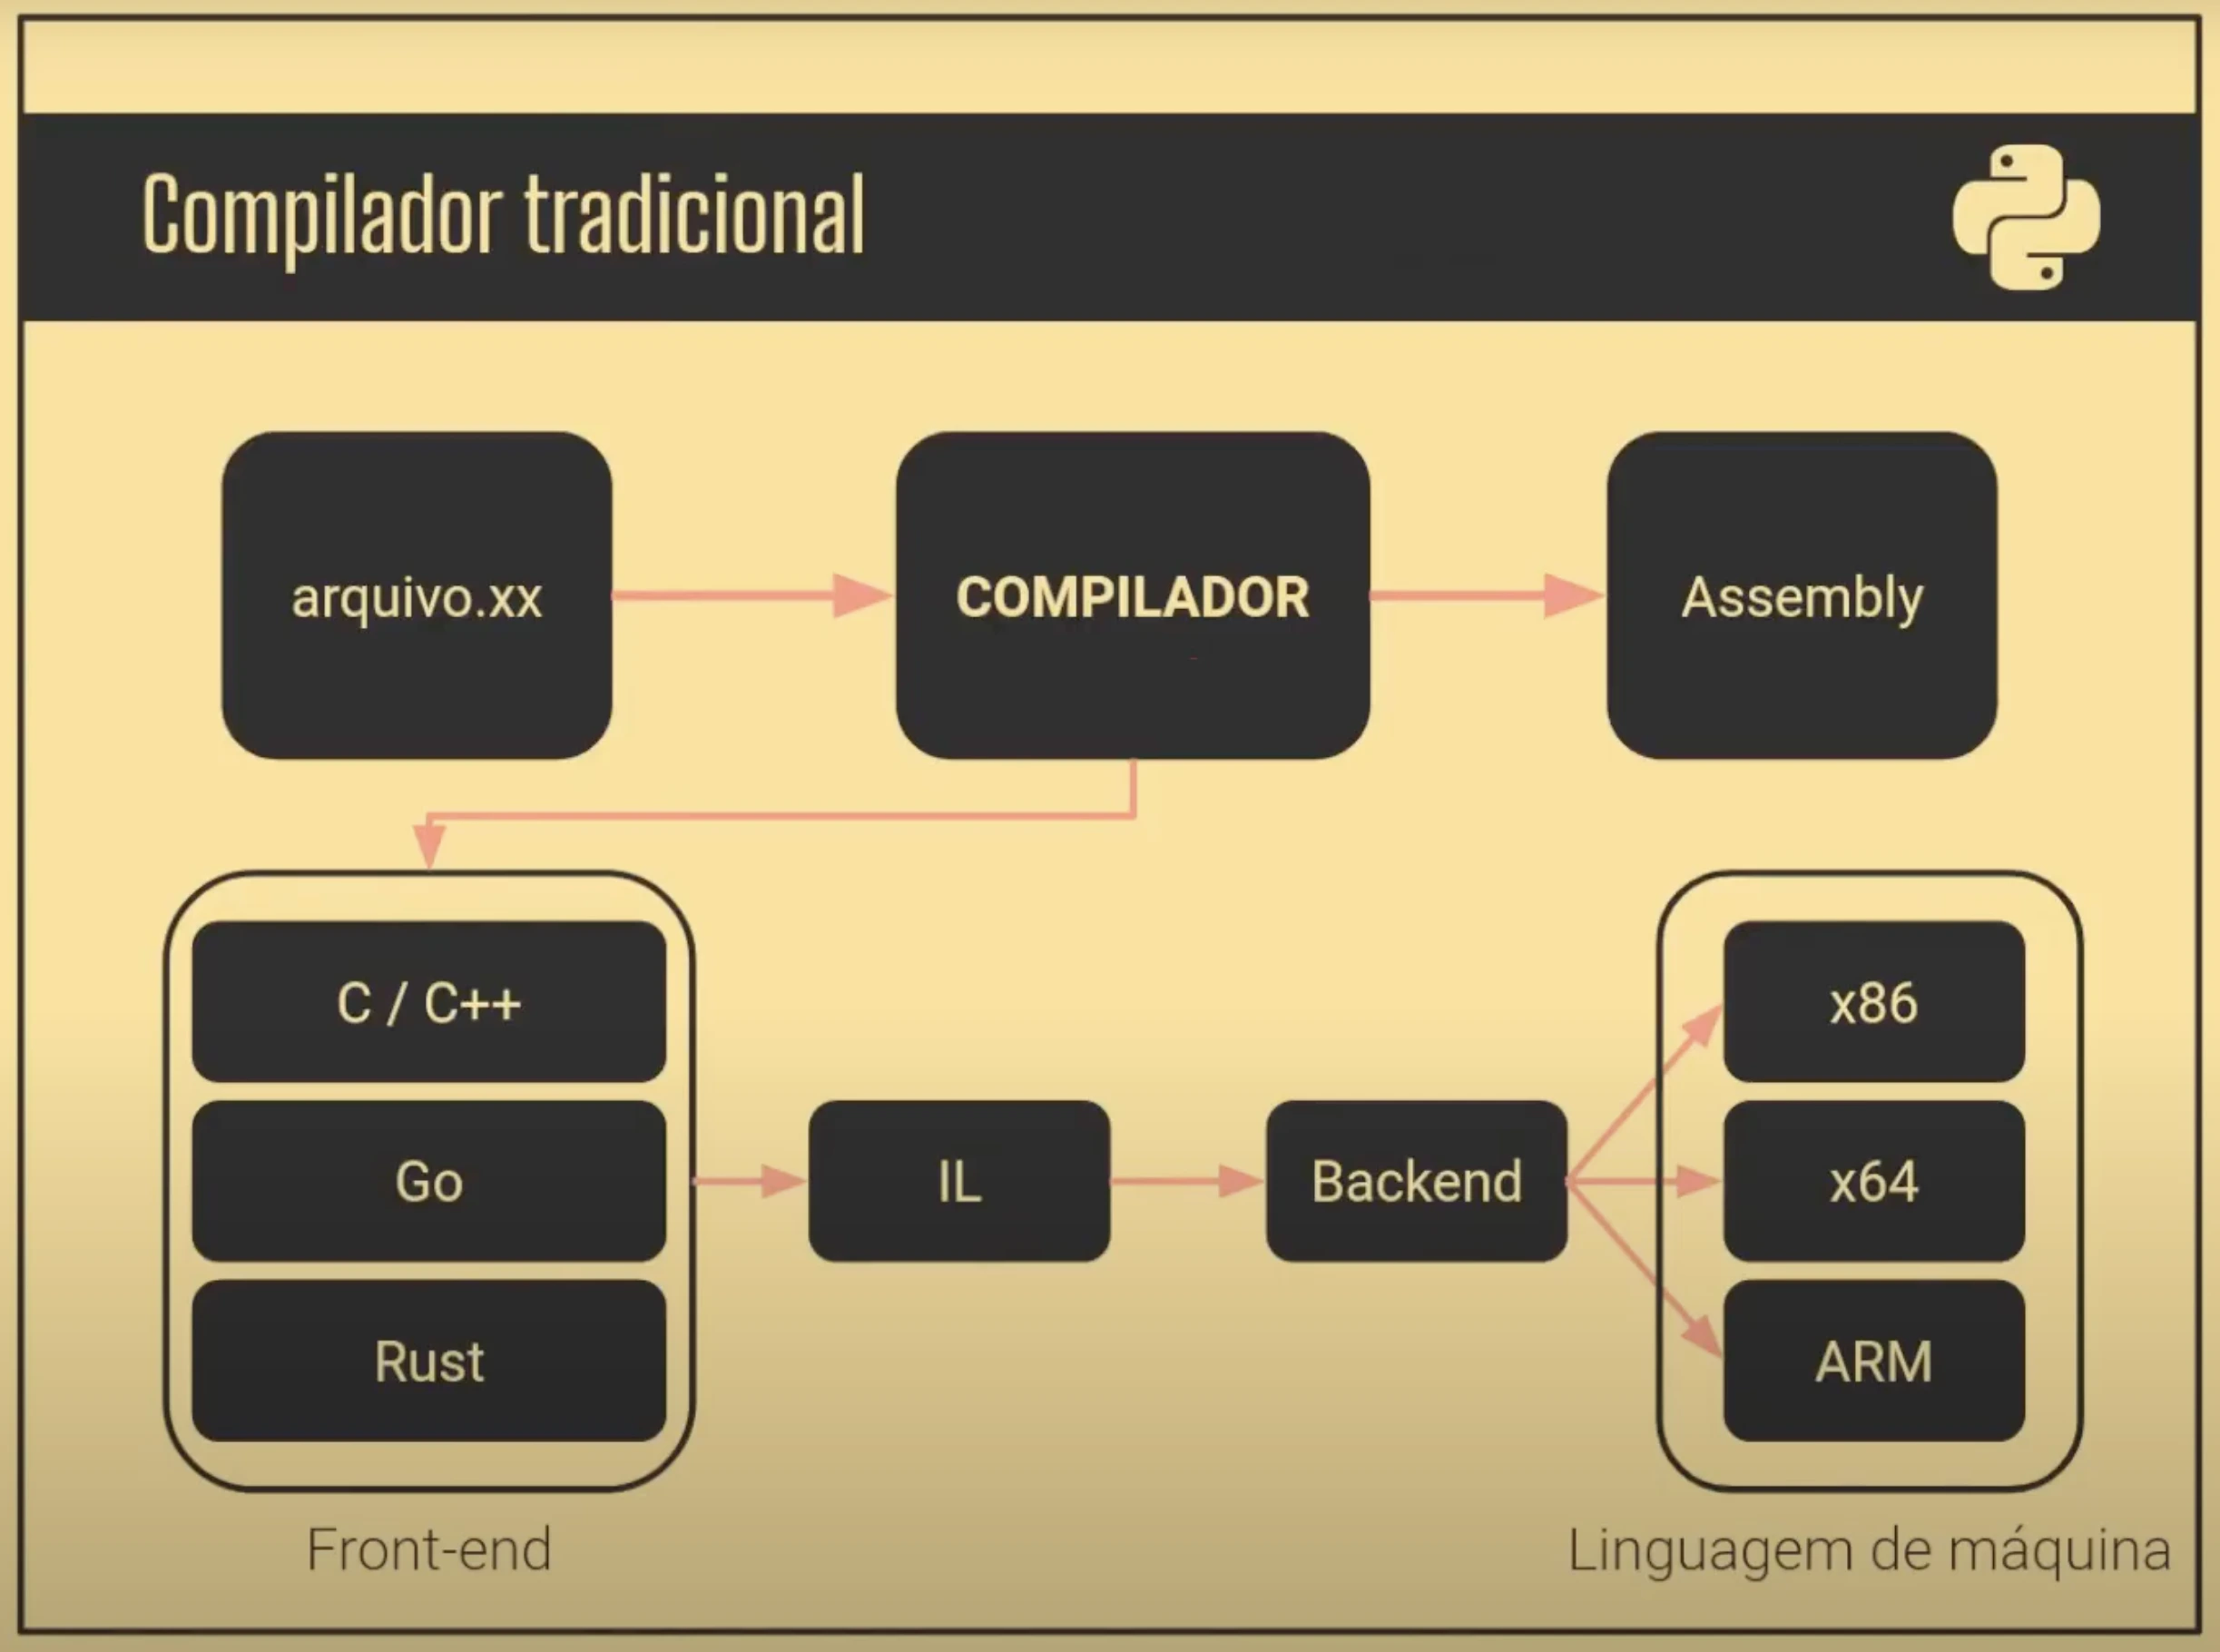 Compilador tradicional
arquivo.xx
COMPILADOR
Assembly
C / C++
Go
Rust
IL
Backend
x86
x64
ARM
Front-end
Linguagem de máquina